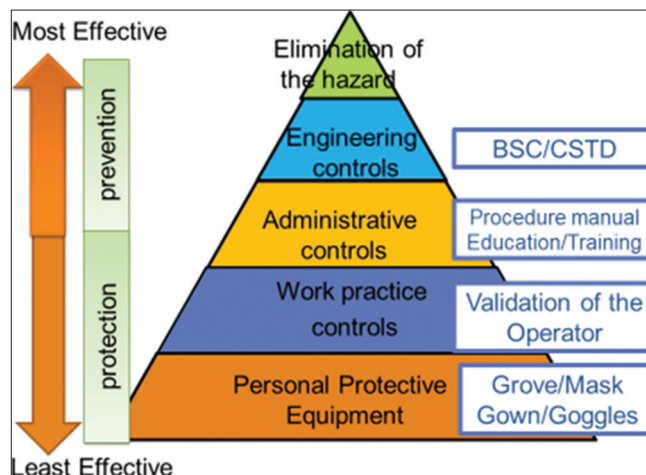 Most Effective
prevention
protection
Least Effective
Elimination of
the hazard
Engineering
controls
BSC/CSTD
Administrative
controls
Procedure manual
Education/Training
Work practice
controls
Validation of the
Operator
Personal Protective
Equipment
Grove/Mask
Gown/Goggles